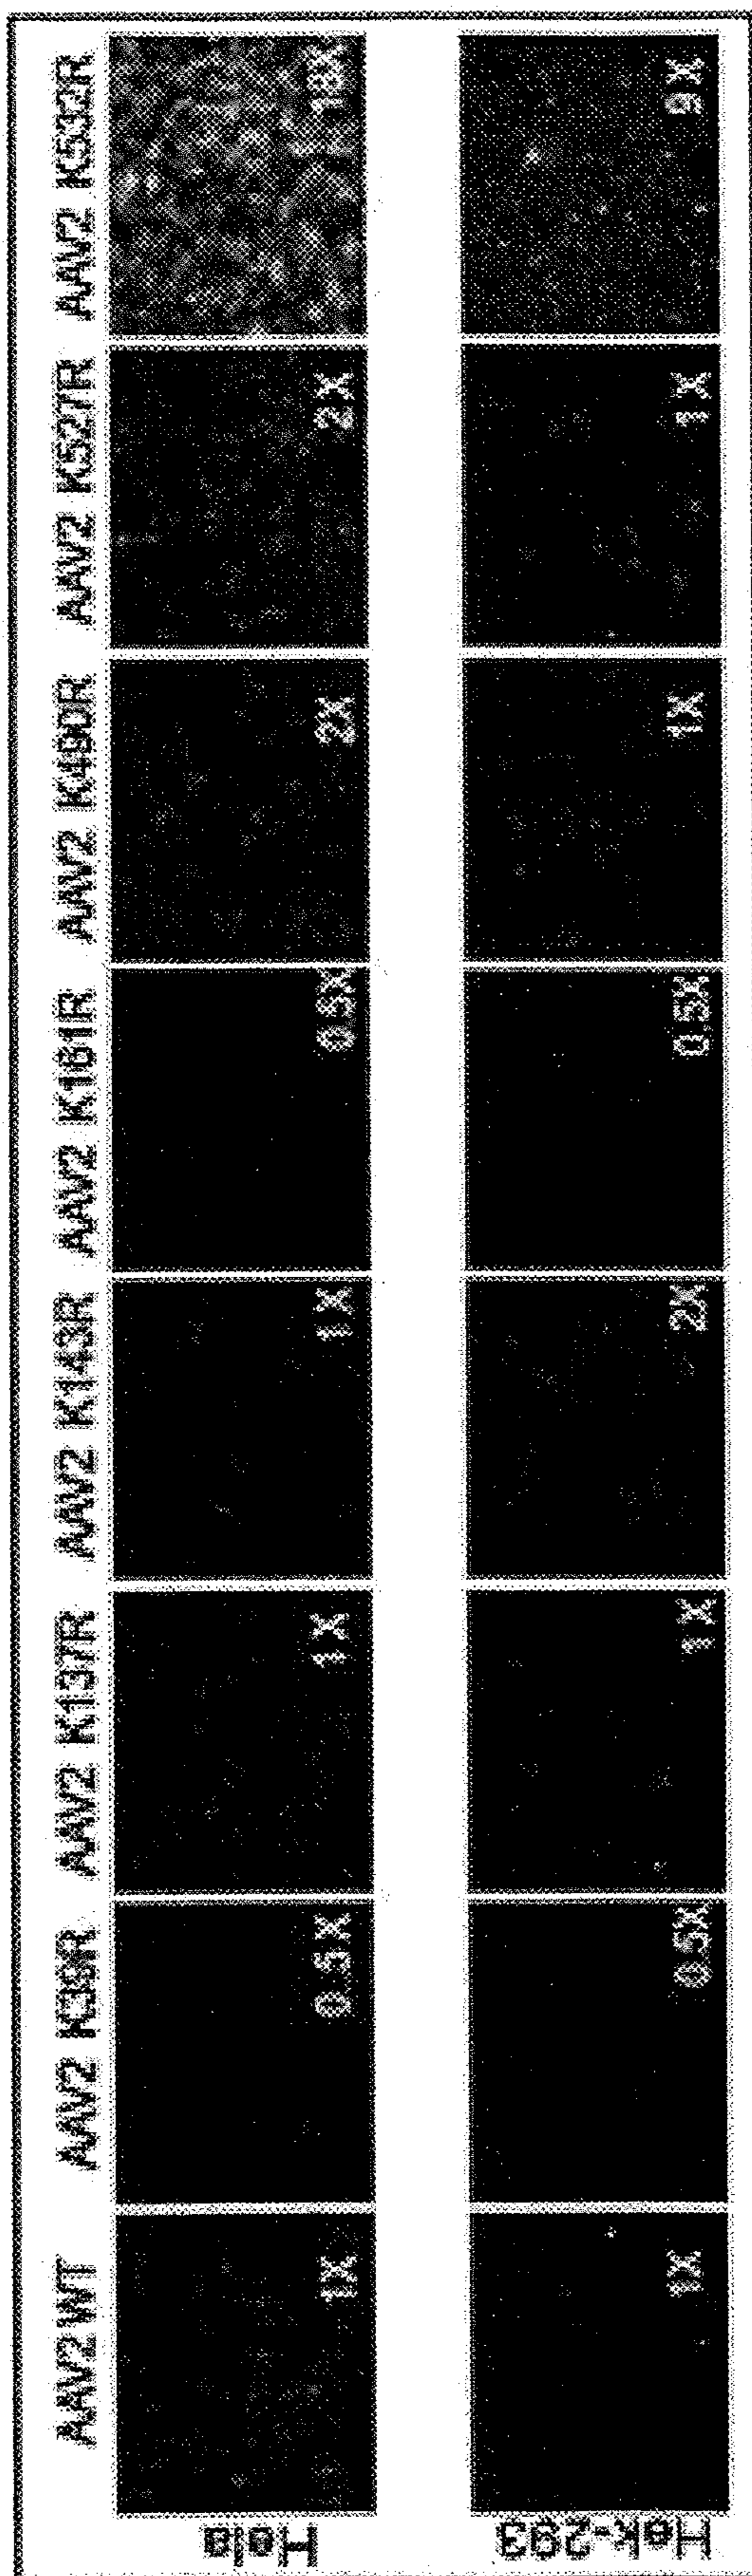 AAV2 WT AAV2 K39R AAV2 K137R AAV2 K143R AAV2 K161R AAV2 K490R AAV2 K527R AAV2 K532R
Hela 1X 0.5X 1X 1X 0.5X 2X 2X 18X
Hek-293 1X 0.5X 1X 2X 0.5X 1X 1X 9X